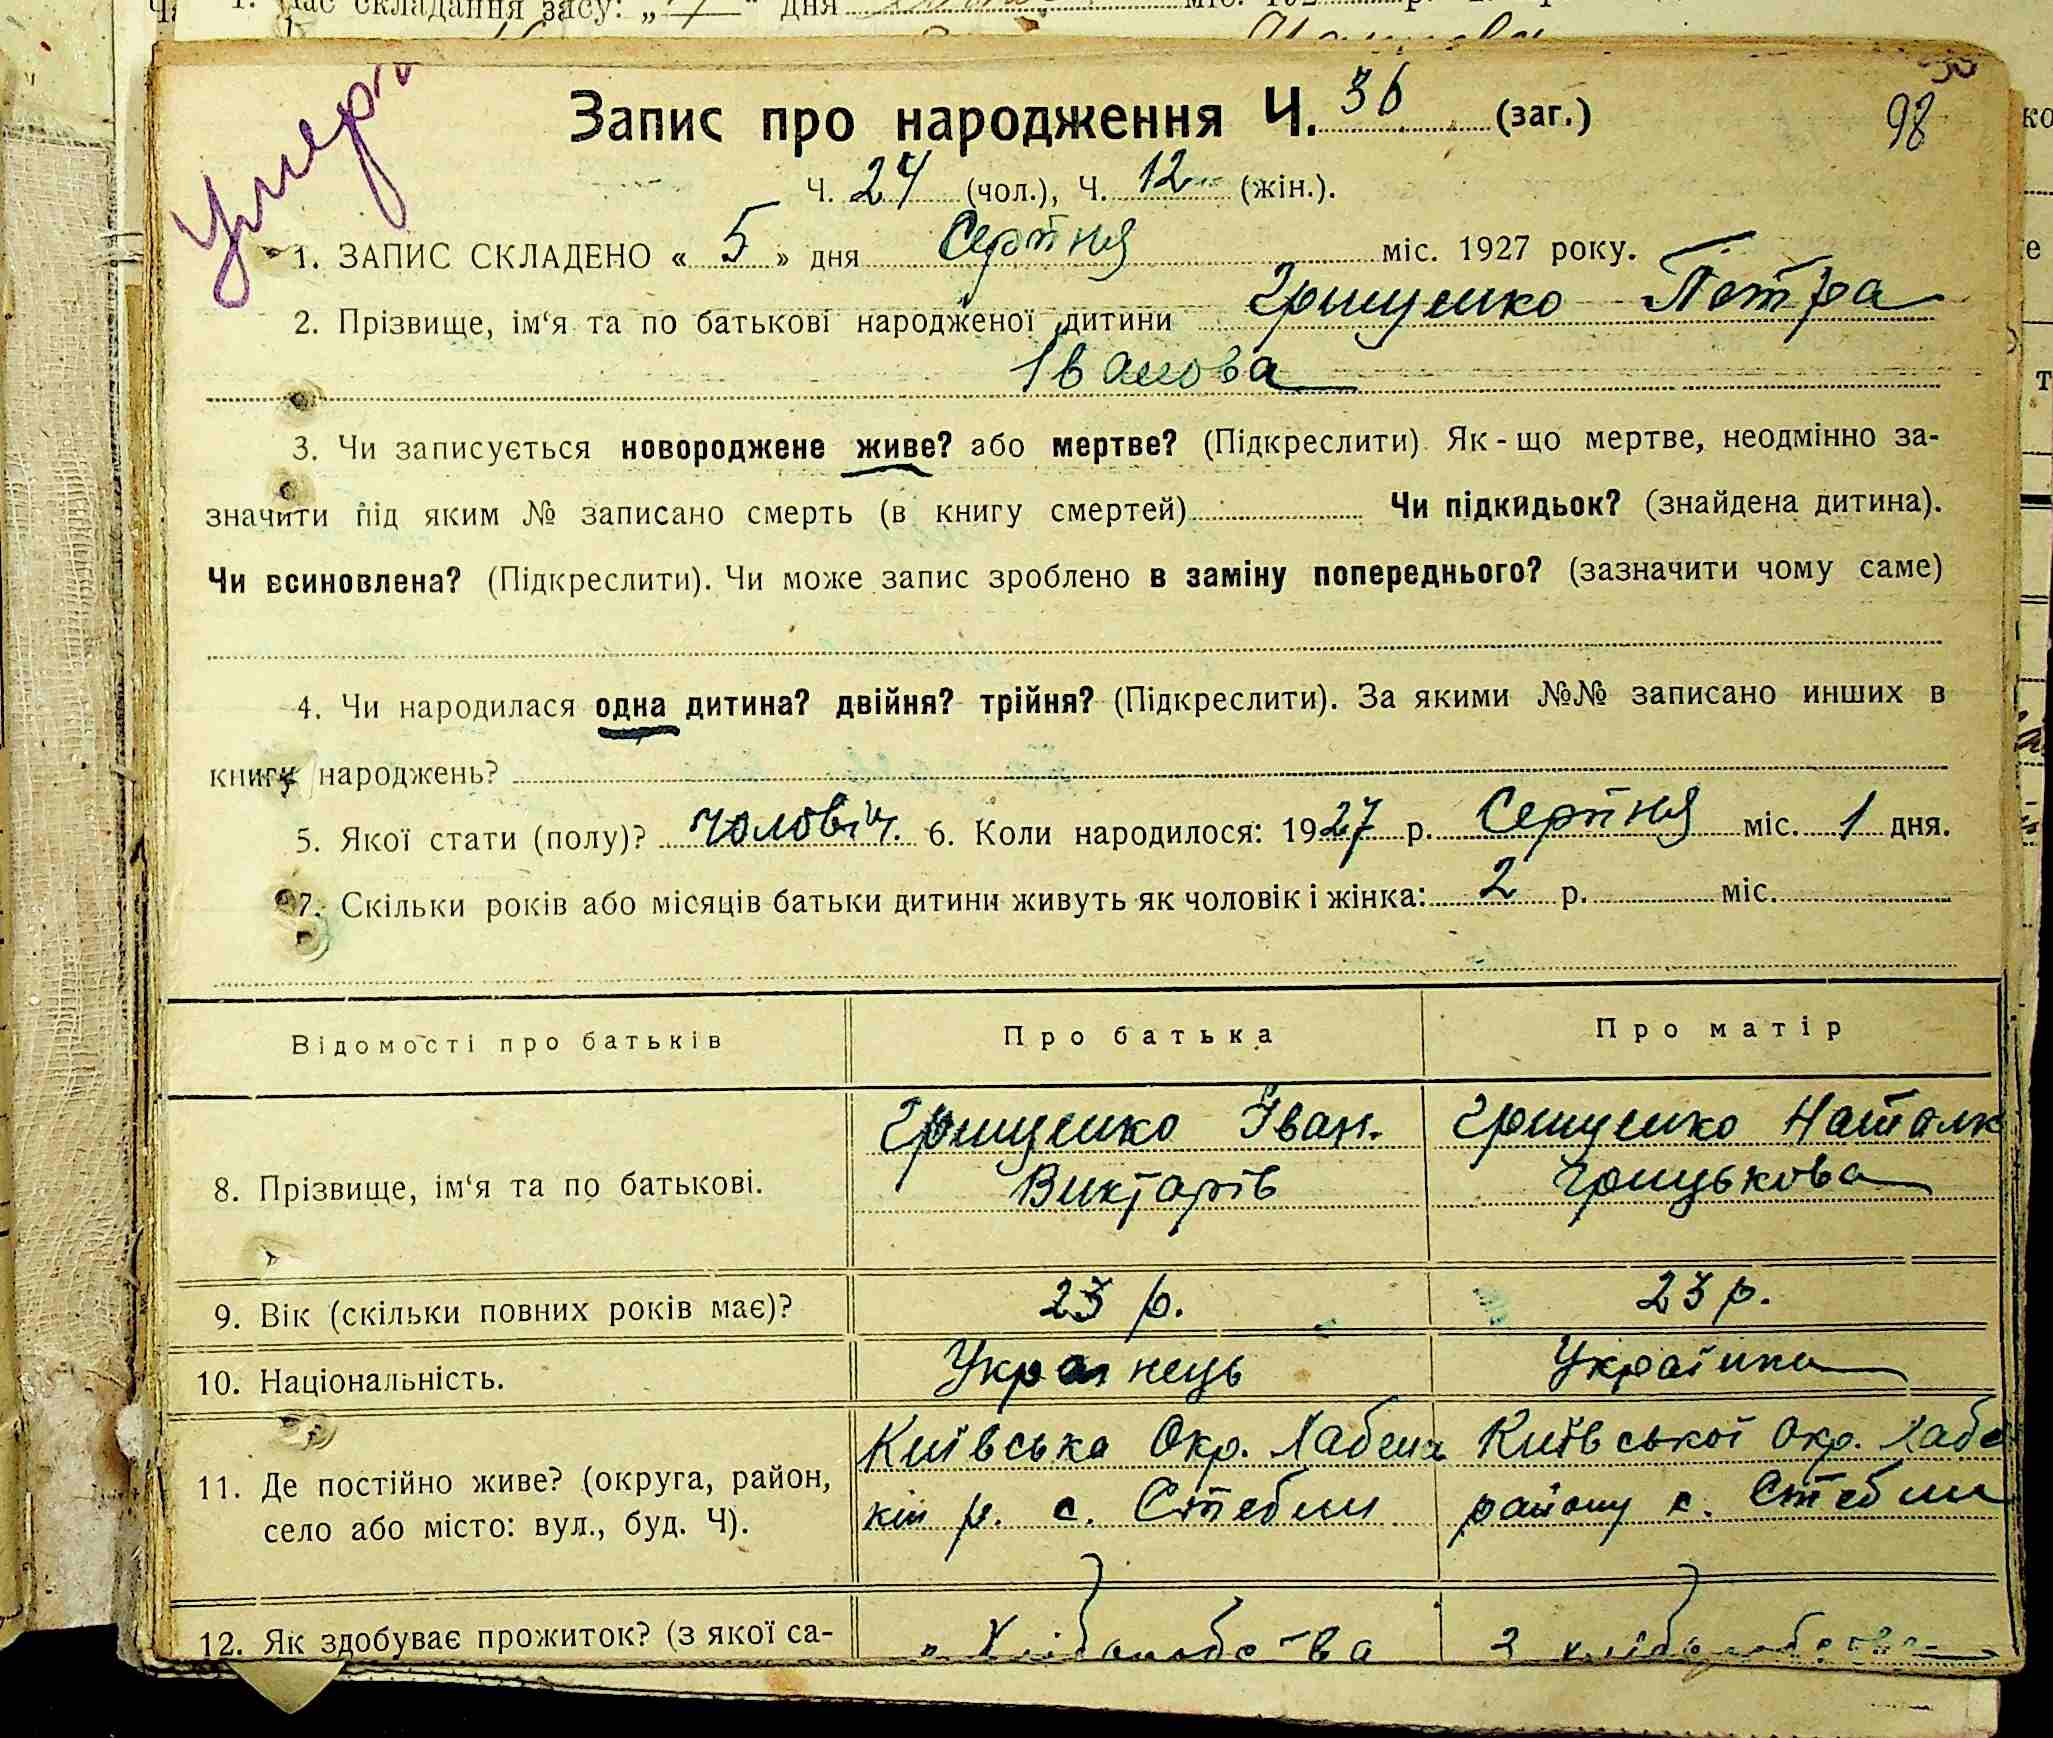 Умер
98
Запис про народження Ч. 36 (заг.)
Ч. 24 (чол.), Ч. 12 (жін.).
1. ЗАПИС СКЛАДЕНО « 5 » дня Серпня міс. 1927 року.
2. Прізвище, ім'я та по батькові народженої дитини Грищенко Петра
Іванова
3. Чи записується новороджене живе? або мертве? (Підкреслити) Як - що мертве, неодмінно за-
значити під яким № записано смерть (в книгу смертей) Чи підкидьок? (знайдена дитина).
Чи всиновлена? (Підкреслити). Чи може запис зроблено в заміну попереднього? (зазначити чому саме)
4. Чи народилася одна дитина? двійня? трійня? (Підкреслити). За якими №№ записано инших в
книгу народжень?
5. Якої стати (полу)? чоловіч. 6. Коли народилося: 1927 р. Серпня міс. 1 дня.
7. Скільки років або місяців батьки дитини живуть як чоловік і жінка: 2 р. міс.
Відомості про батьків Про батька Про матір
8. Прізвище, ім'я та по батькові. Грищенко Іван. Грищенко Наталк
Виктарів Грицькова
9. Вік (скільки повних років має)? 23 р. 23 р.
10. Національність. Українець Українка
11. Де постійно живе? (округа, район, Київська Окр. Київської Окр.
село або місто: вул., буд. Ч). р. с. Стебли району с. Стебли
12. Як здобуває прожиток? (з якої са- з Хліборобства з хліборобства